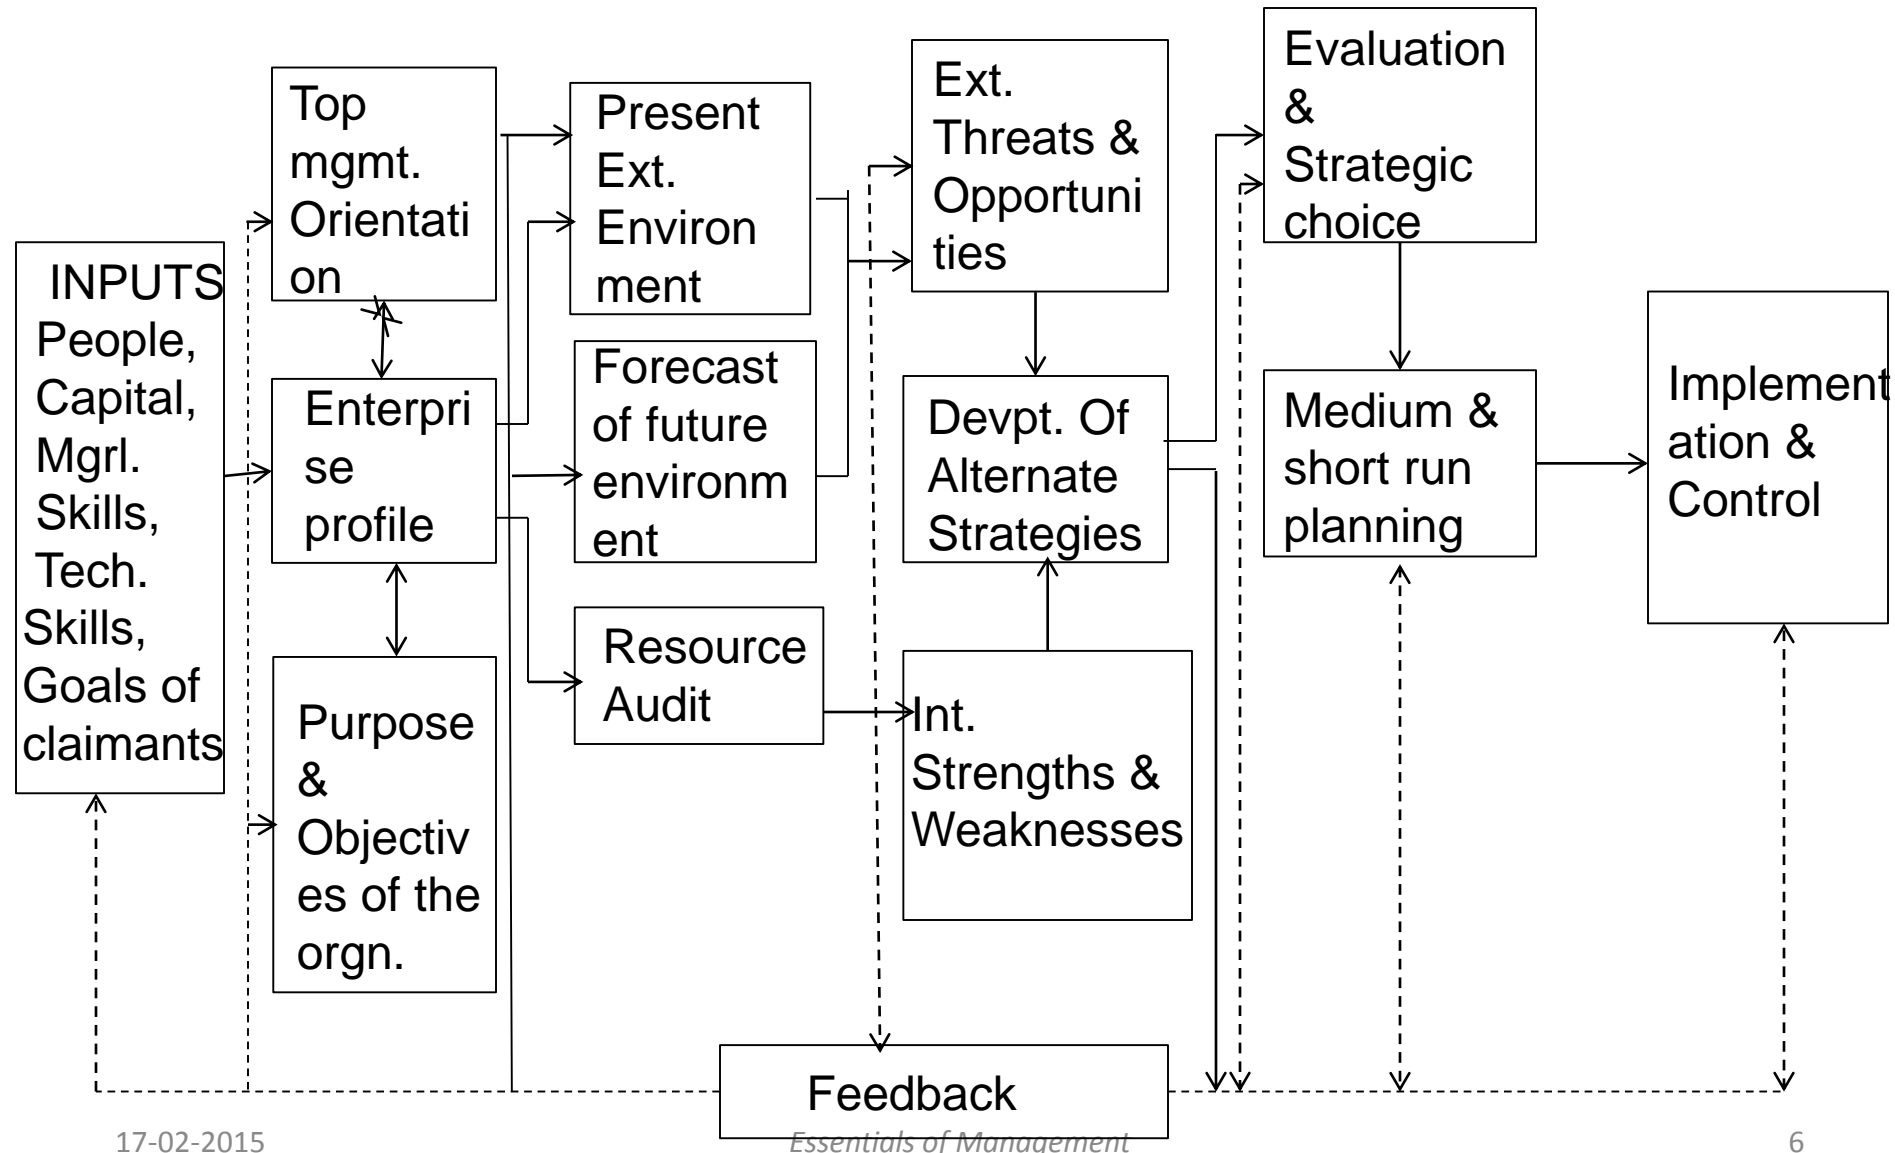 INPUTS
People,
Capital,
Mgrl.
Skills,
Tech.
Skills,
Goals of
claimants
Top
mgmt.
Orientati
on
Enterpri
se
profile
Purpose
&
Objectiv
es of the
orgn.
Present
Ext.
Environ
ment
Forecast
of future
environm
ent
Resource
Audit
Ext.
Threats &
Opportuni
ties
Devpt. Of
Alternate
Strategies
Int.
Strengths &
Weaknesses
Evaluation
&
Strategic
choice
Medium &
short run
planning
Implement
ation &
Control
Feedback
17-02-2015
Essentials of Management
6